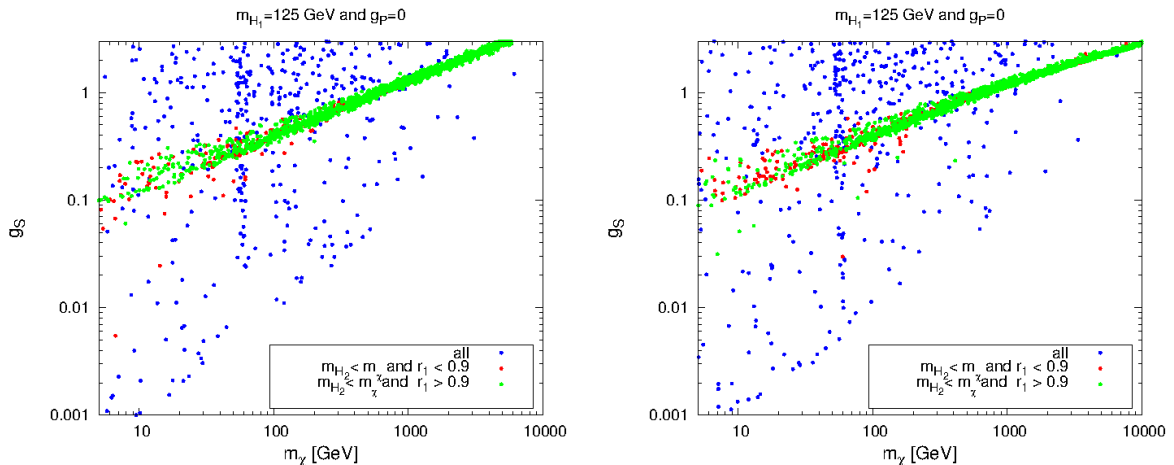 m_{H_1}=125 GeV and g_P=0
g_S
1
0.1
0.01
0.001
10
100
1000
10000
m_χ [GeV]
all
m_{H_2}< m_χ and r_1 < 0.9
m_{H_2}< m_χ and r_1 > 0.9
m_{H_1}=125 GeV and g_P=0
g_S
1
0.1
0.01
0.001
10
100
1000
10000
m_χ [GeV]
all
m_{H_2}< m_χ and r_1 < 0.9
m_{H_2}< m_χ and r_1 > 0.9